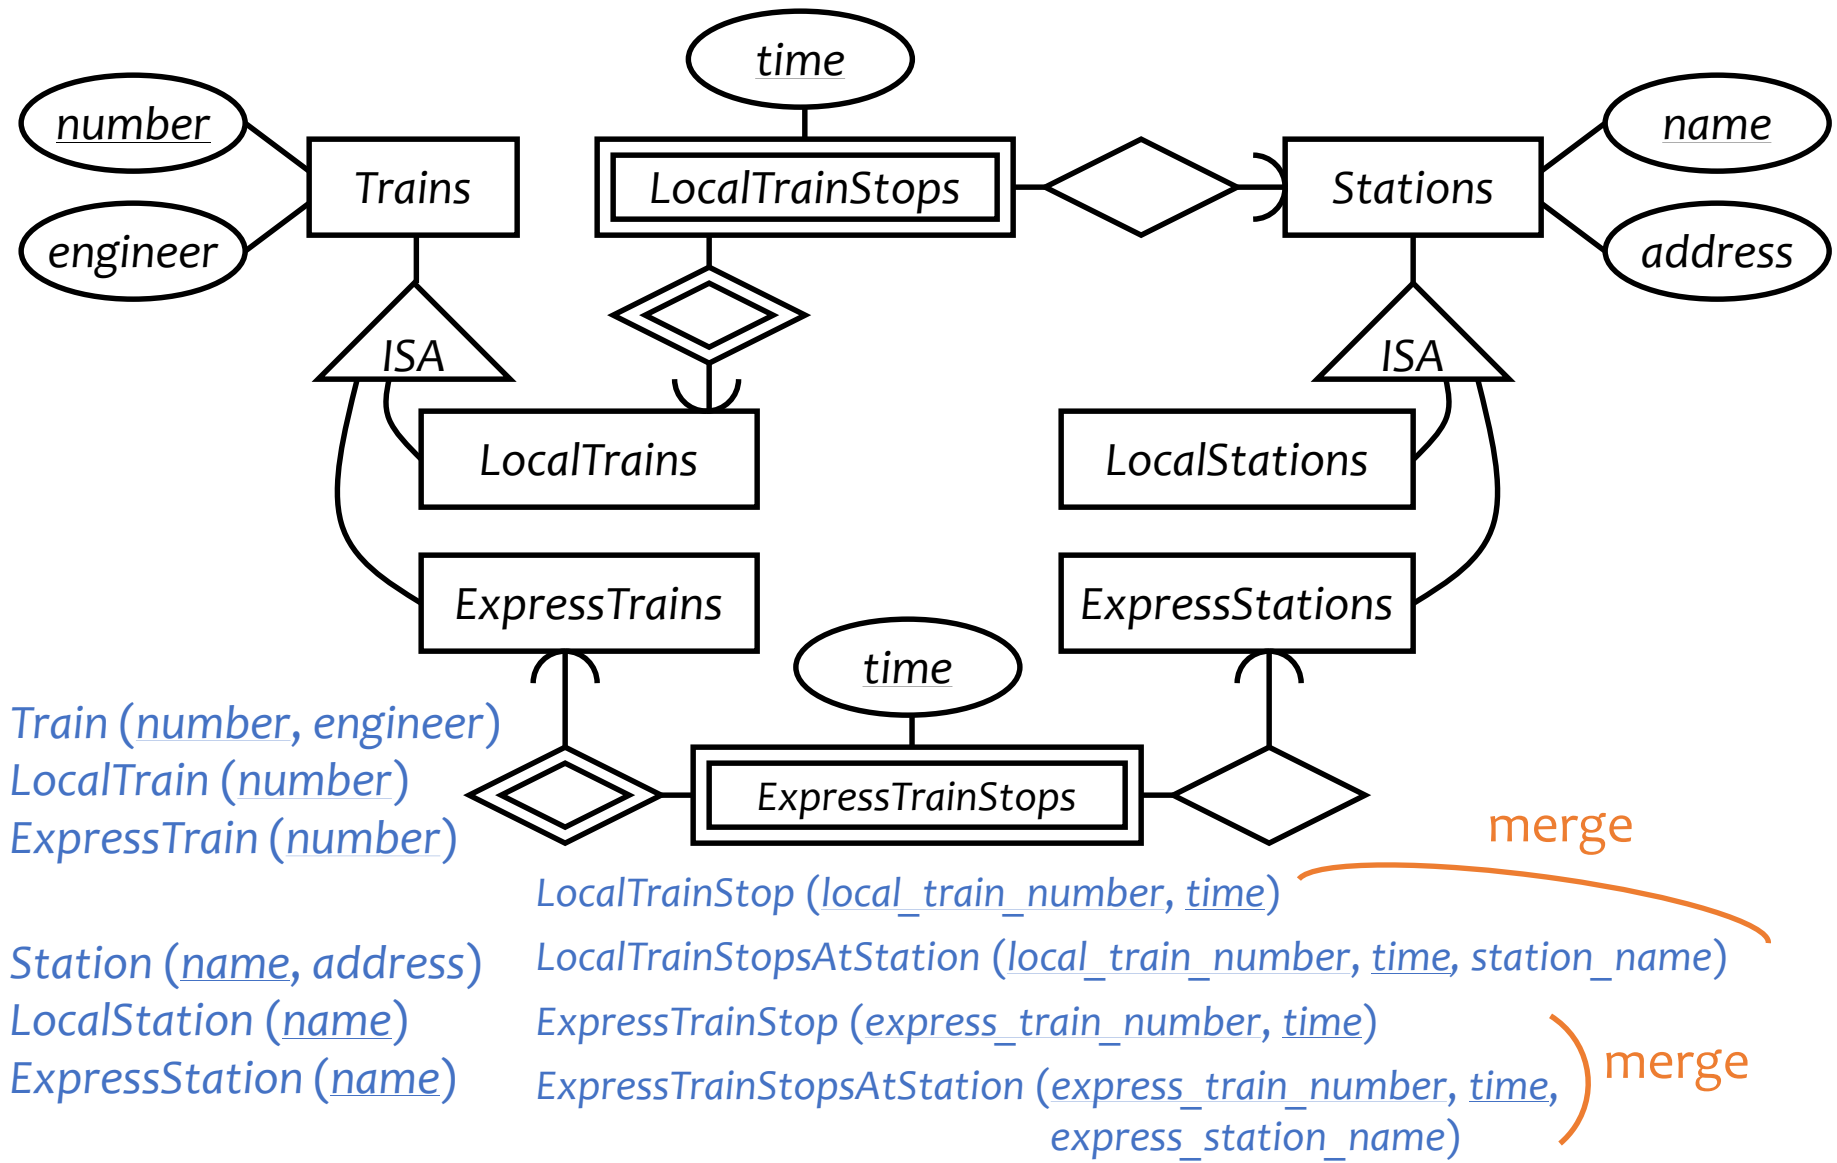 time
number
name
Trains
LocalTrainStops
Stations
engineer
address
ISA
ISA
LocalTrains
LocalStations
ExpressTrains
ExpressStations
time
ExpressTrainStops
Train (number, engineer)
LocalTrain (number)
ExpressTrain (number)
Station (name, address)
LocalStation (name)
ExpressStation (name)
merge
LocalTrainStop (local_train_number, time)
LocalTrainStopsAtStation (local_train_number, time, station_name)
ExpressTrainStop (express_train_number, time)
ExpressTrainStopsAtStation (express_train_number, time,
express_station_name)
merge